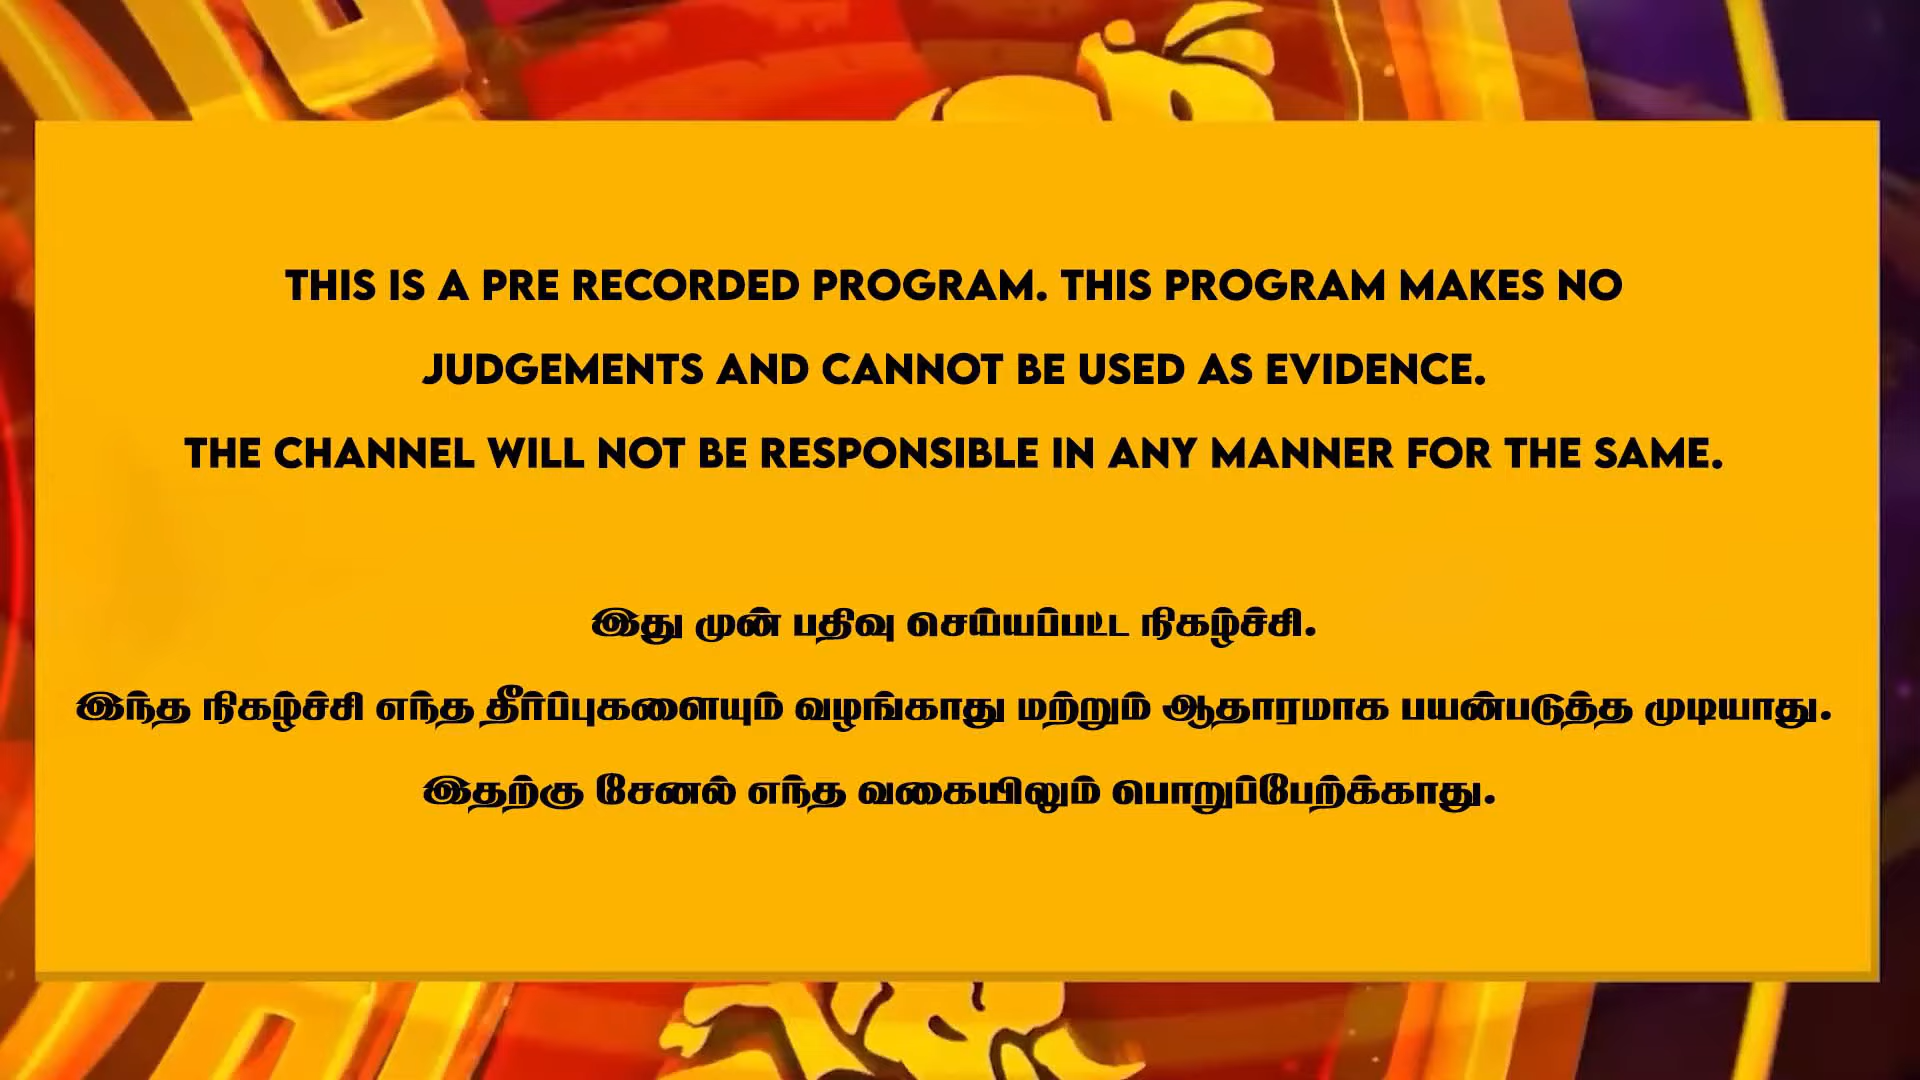 THIS IS A PRE RECORDED PROGRAM. THIS PROGRAM MAKES NO
JUDGEMENTS AND CANNOT BE USED AS EVIDENCE.
THE CHANNEL WILL NOT BE RESPONSIBLE IN ANY MANNER FOR THE SAME.
இது முன் பதிவு செய்யப்பட்ட நிகழ்ச்சி.
இந்த நிகழ்ச்சி எந்த தீர்ப்புகளையும் வழங்காது மற்றும் ஆதாரமாக பயன்படுத்த முடியாது.
இதற்கு சேனல் எந்த வகையிலும் பொறுப்பேற்க்காது.